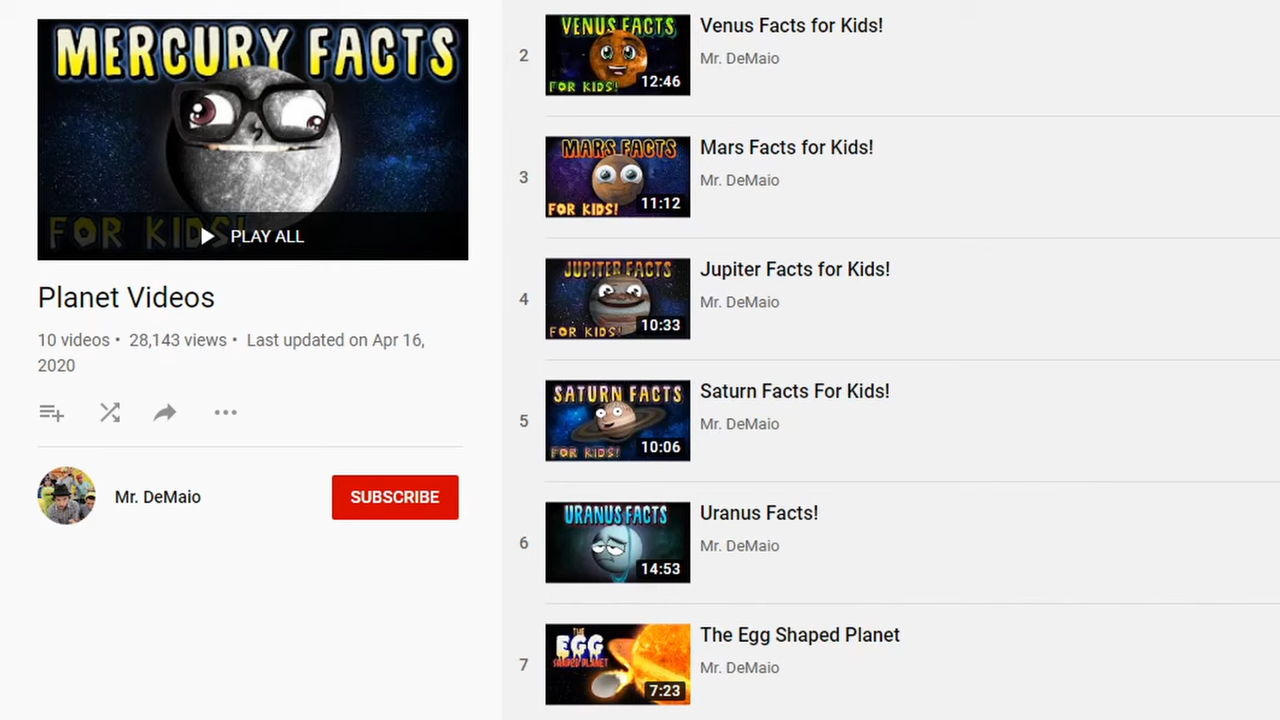 MERCURY FACTS
FOR KIDS!
PLAY ALL
Planet Videos
10 videos • 28,143 views • Last updated on Apr 16,
2020
Mr. DeMaio
SUBSCRIBE
2
VENUS FACTS
FOR KIDS!
12:46
Venus Facts for Kids!
Mr. DeMaio
3
MARS FACTS
FOR KIDS!
11:12
Mars Facts for Kids!
Mr. DeMaio
4
JUPITER FACTS
FOR KIDS!
10:33
Jupiter Facts for Kids!
Mr. DeMaio
5
SATURN FACTS
FOR KIDS!
10:06
Saturn Facts For Kids!
Mr. DeMaio
6
URANUS FACTS
14:53
Uranus Facts!
Mr. DeMaio
7
THE
EGG
SHAPED PLANET
7:23
The Egg Shaped Planet
Mr. DeMaio